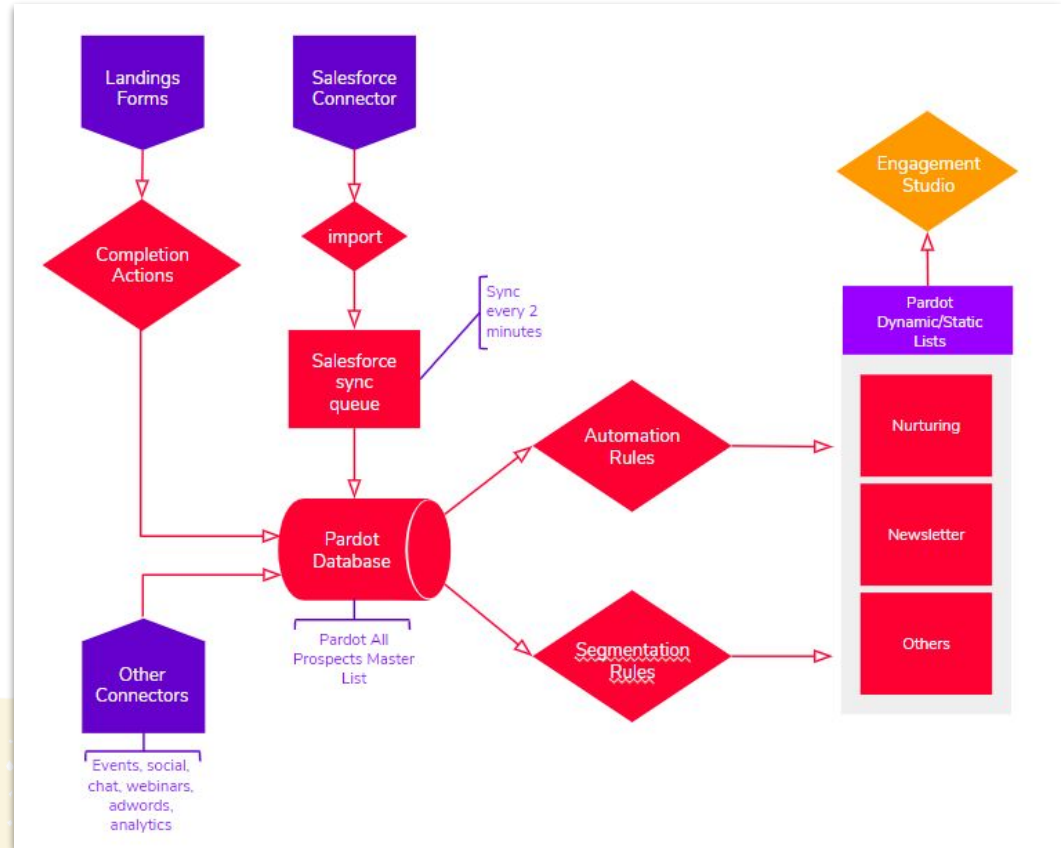 Landings
Forms
Salesforce
Connector
Engagement
Studio
Completion
Actions
import
Sync
every 2
minutes
Salesforce
sync
queue
Pardot
Dynamic/Static
Lists
Nurturing
Automation
Rules
Newsletter
Pardot
Database
Pardot All
Prospects Master
List
Segmentation
Rules
Others
Other
Connectors
Events, social,
chat, webinars,
adwords,
analytics